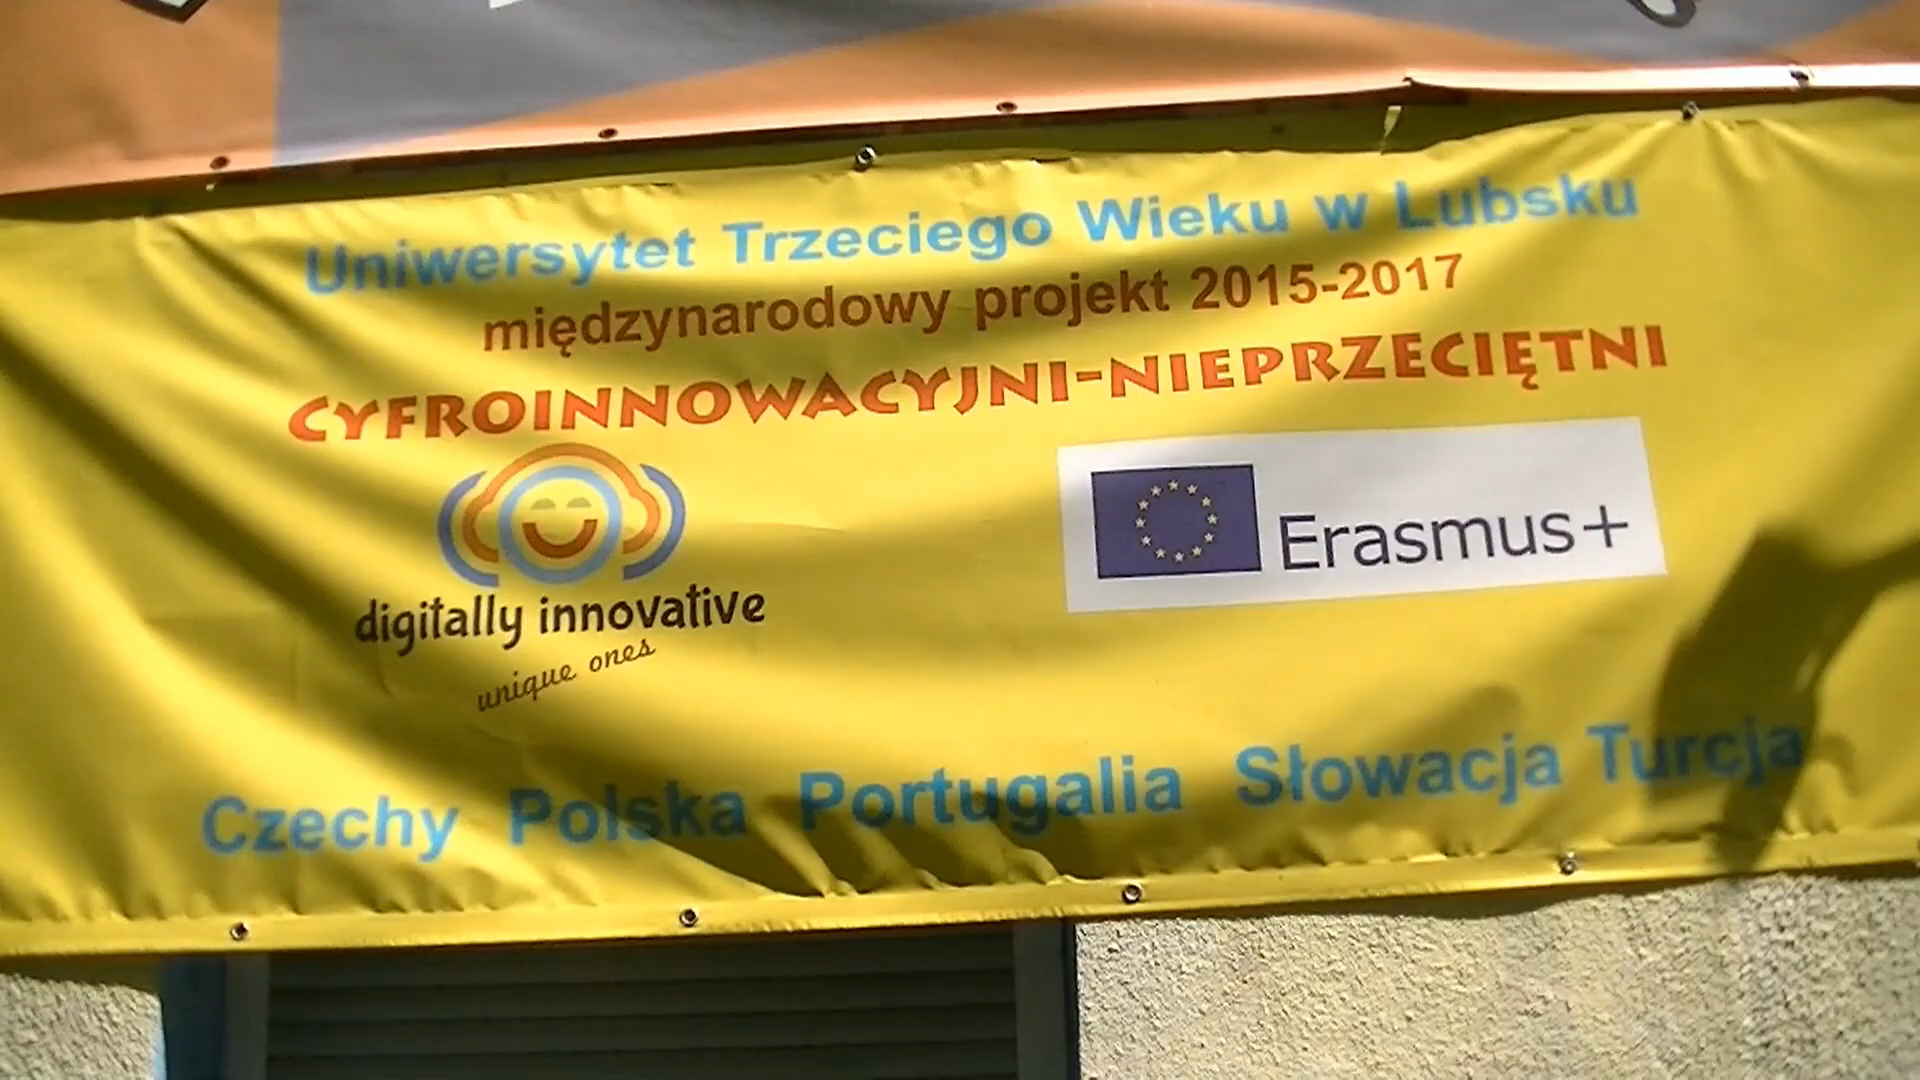 Uniwersytet Trzeciego Wieku w Lubsku
międzynarodowy projekt 2015-2017
CYFROINNOWACYJNI-NIEPRZECIĘTNI
digitally innovative
unique ones
Erasmus+
Czechy Polska Portugalia Słowacja Turcja